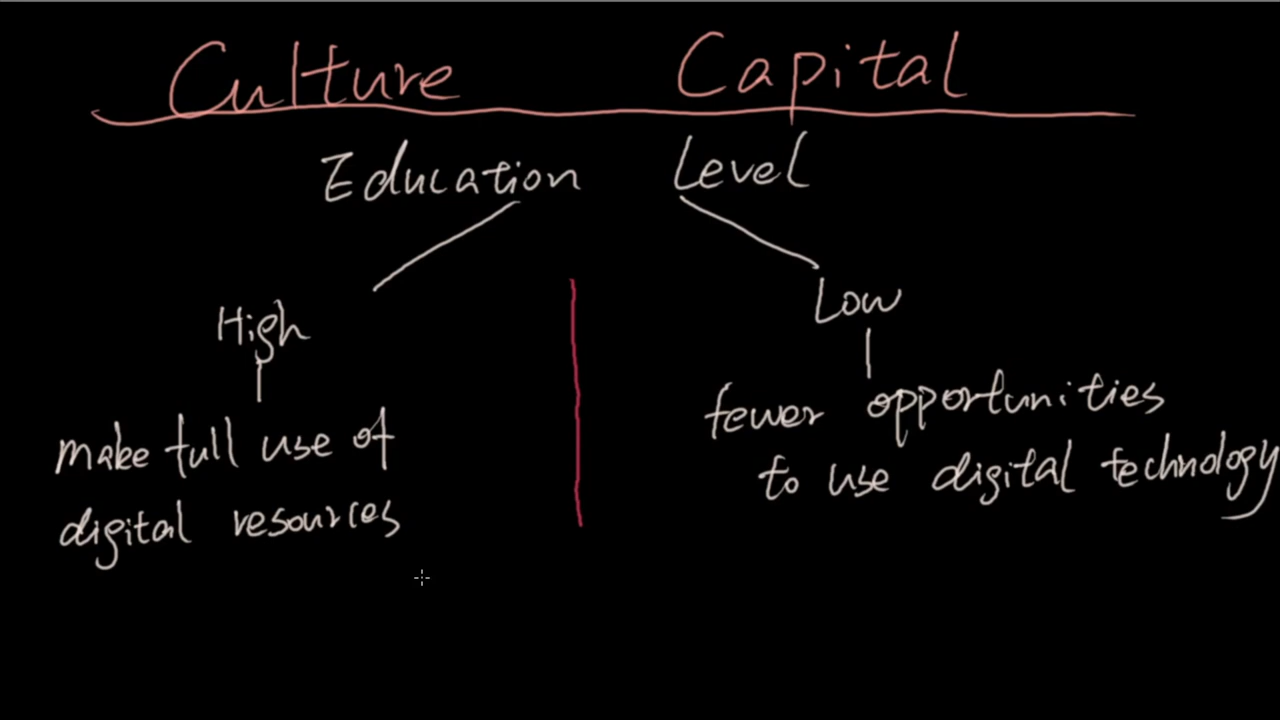 Culture Capital
Education Level
High
Low
make full use of
digital resources
fewer opportunities
to use digital technology